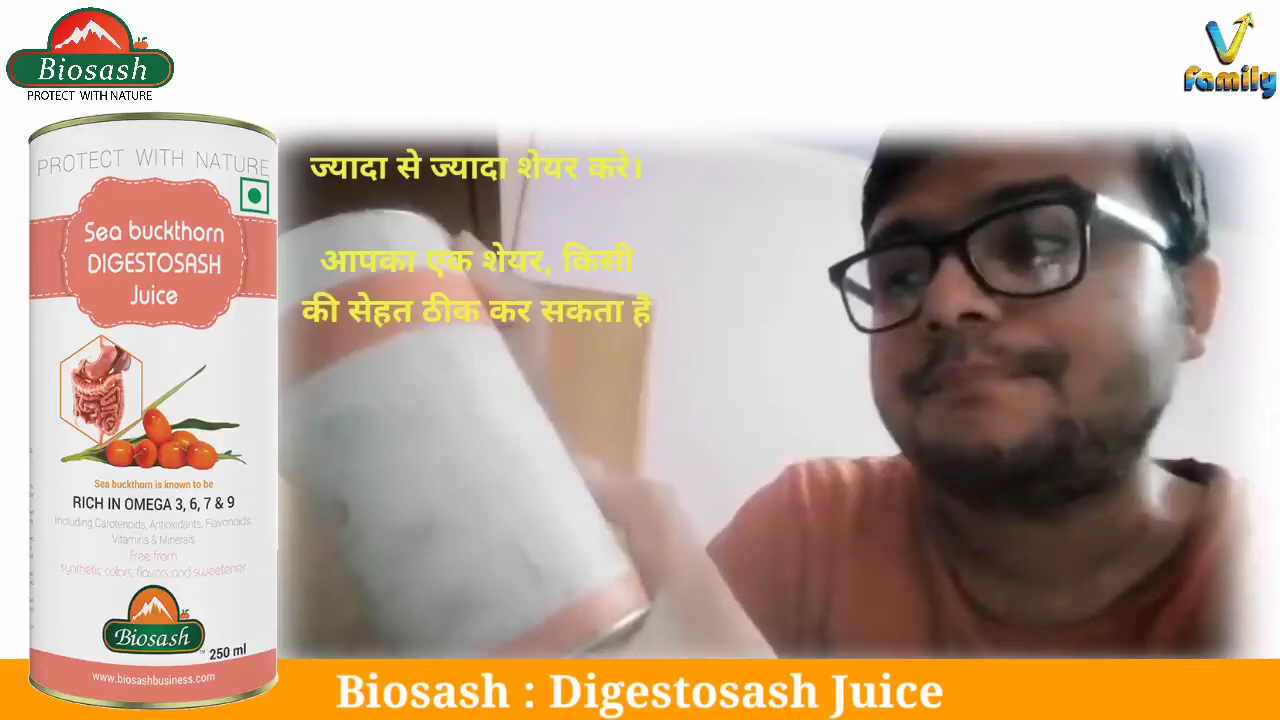 Biosash
PROTECT WITH NATURE
V
Family
PROTECT WITH NATURE
Sea buckthorn
DIGESTOSASH
Juice
Sea buckthorn is known to be
RICH IN OMEGA 3, 6, 7 & 9
Including Carotenoids, Antioxidants, Flavonoids,
Vitamins & Minerals
Free from
synthetic colors, flavors and sweetener
Biosash
250 ml
www.biosashbusiness.com
ज्यादा से ज्यादा शेयर करे।
आपका एक शेयर, किसी
की सेहत ठीक कर सकता है
Biosash : Digestosash Juice